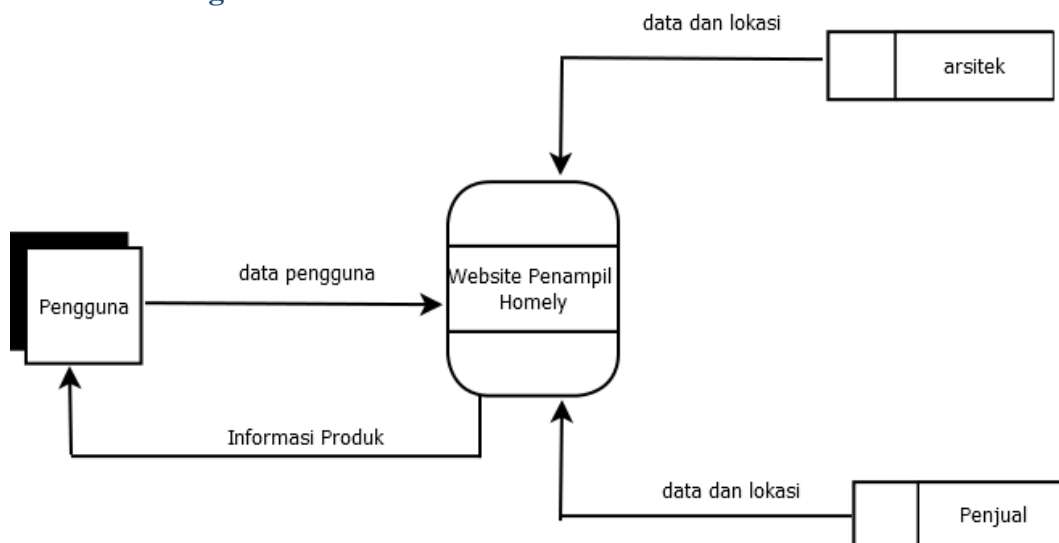 data dan lokasi
arsitek
data pengguna
Website Penampil
Homely
Pengguna
Informasi Produk
data dan lokasi
Penjual